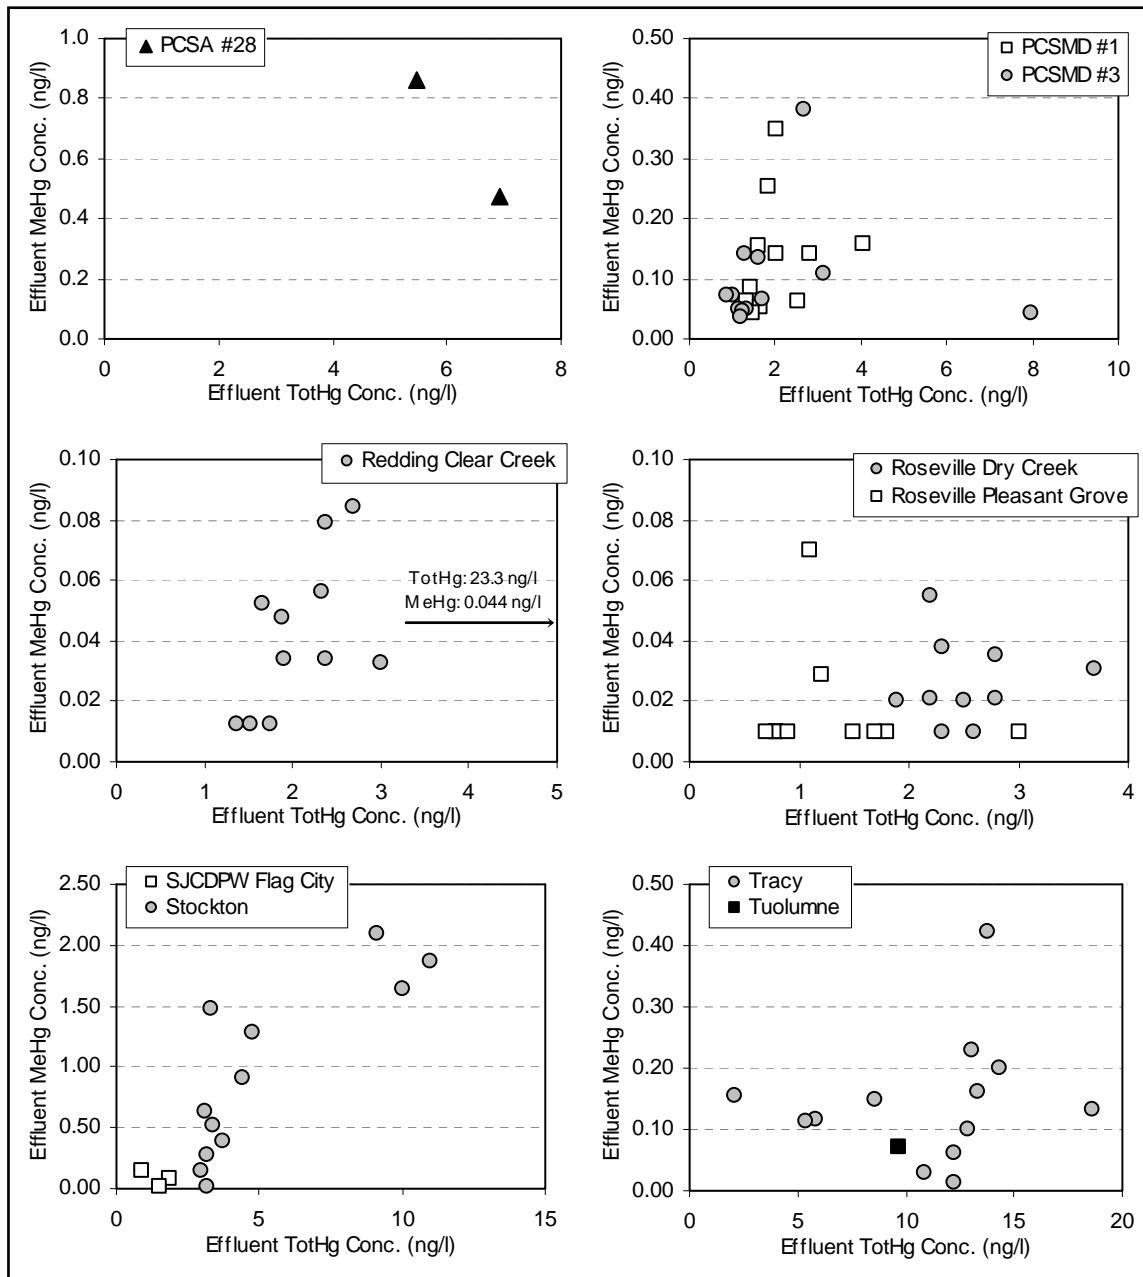 PCSA #28
Effluent MeHg Conc. (ng/l)
1.0
0.8
0.6
0.4
0.2
0.0
0 2 4 6 8
Effluent TotHg Conc. (ng/l)
PCSMD #1
PCSMD #3
Effluent MeHg Conc. (ng/l)
0.50
0.40
0.30
0.20
0.10
0.00
0 2 4 6 8 10
Effluent TotHg Conc. (ng/l)
Redding Clear Creek
Effluent MeHg Conc. (ng/l)
0.10
0.08
0.06
0.04
0.02
0.00
TotHg: 23.3 ng/l
MeHg: 0.044 ng/l
0 1 2 3 4 5
Effluent TotHg Conc. (ng/l)
Roseville Dry Creek
Roseville Pleasant Grove
Effluent MeHg Conc. (ng/l)
0.10
0.08
0.06
0.04
0.02
0.00
0 1 2 3 4
Effluent TotHg Conc. (ng/l)
SJCDPW Flag City
Stockton
Effluent MeHg Conc. (ng/l)
2.50
2.00
1.50
1.00
0.50
0.00
0 5 10 15
Effluent TotHg Conc. (ng/l)
Tracy
Tuolumne
Effluent MeHg Conc. (ng/l)
0.50
0.40
0.30
0.20
0.10
0.00
0 5 10 15 20
Effluent TotHg Conc. (ng/l)